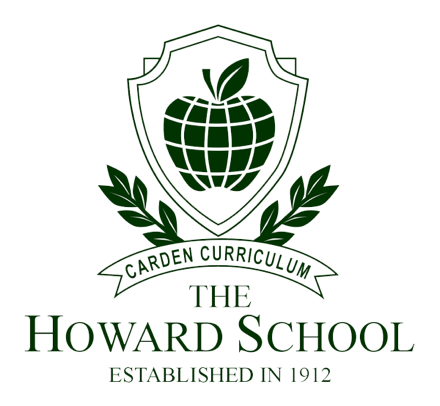 CARDEN CURRICULUM
THE
HOWARD SCHOOL
ESTABLISHED IN 1912